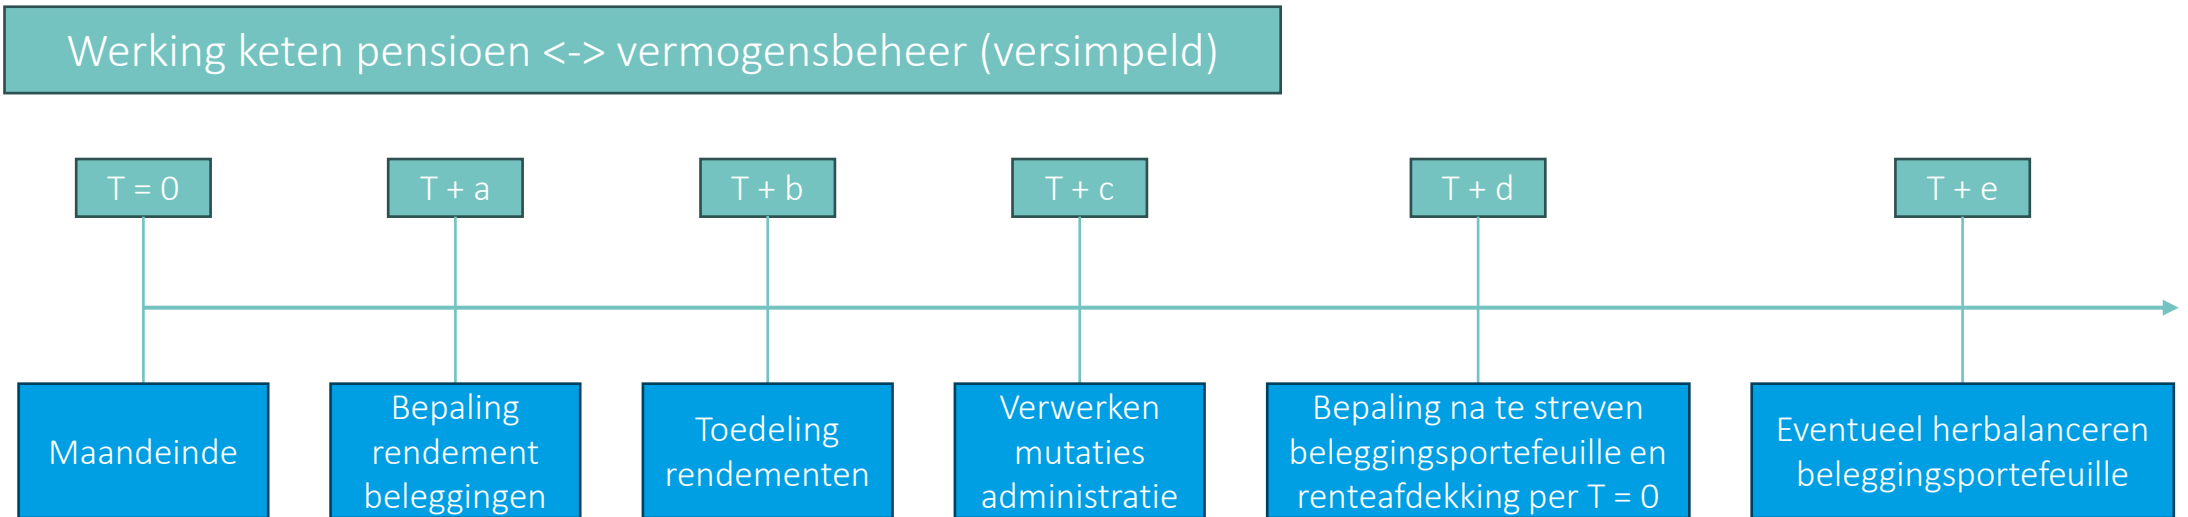 Werking keten pensioen <-> vermogensbeheer (versimpeld)
T = 0
T + a
T + b
T + c
T + d
T + e
Maandeinde
Bepaling
rendement
beleggingen
Toedeling
rendementen
Verwerken
mutaties
administratie
Bepaling na te streven
beleggingsportefeuille en
renteafdekking per T = 0
Eventueel herbalanceren
beleggingsportefeuille